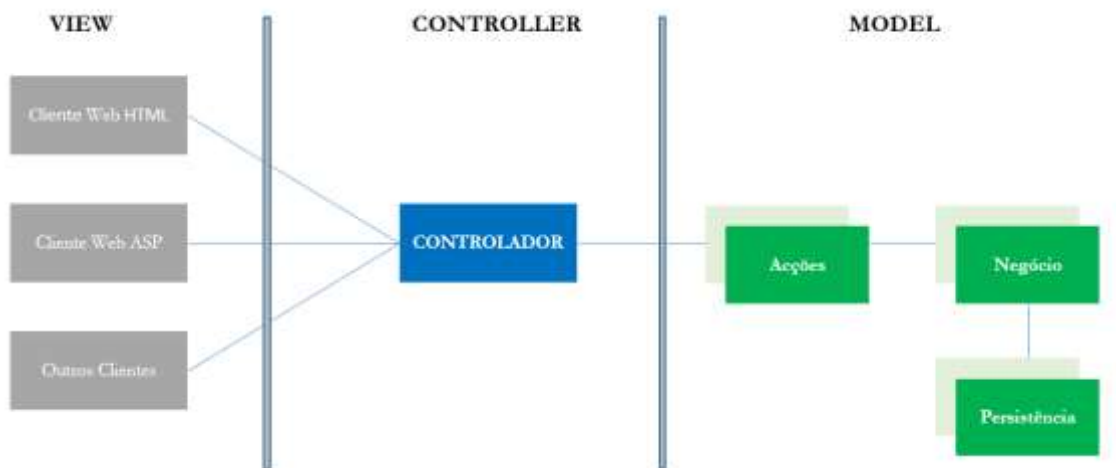 VIEW
CONTROLLER
MODEL
Cliente Web HTML
Cliente Web ASP
Outros Clientes
CONTROLADOR
Acções
Negócio
Persistência